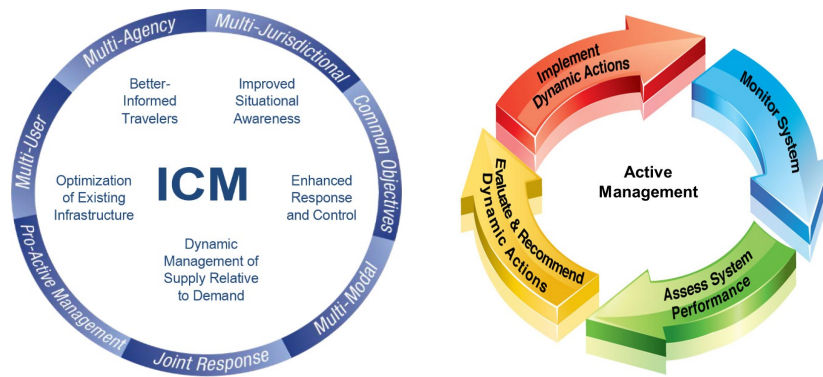 Multi-Agency
Multi-Jurisdictional
Common Objectives
Multi-Modal
Joint Response
Pro-Active Management
Multi-User
Better-
Informed
Travelers
Improved
Situational
Awareness
Optimization
of Existing
Infrastructure
ICM
Enhanced
Response
and Control
Dynamic
Management of
Supply Relative
to Demand
Implement
Dynamic Actions
Monitor System
Assess System
Performance
Evaluate & Recommend
Dynamic Actions
Active
Management